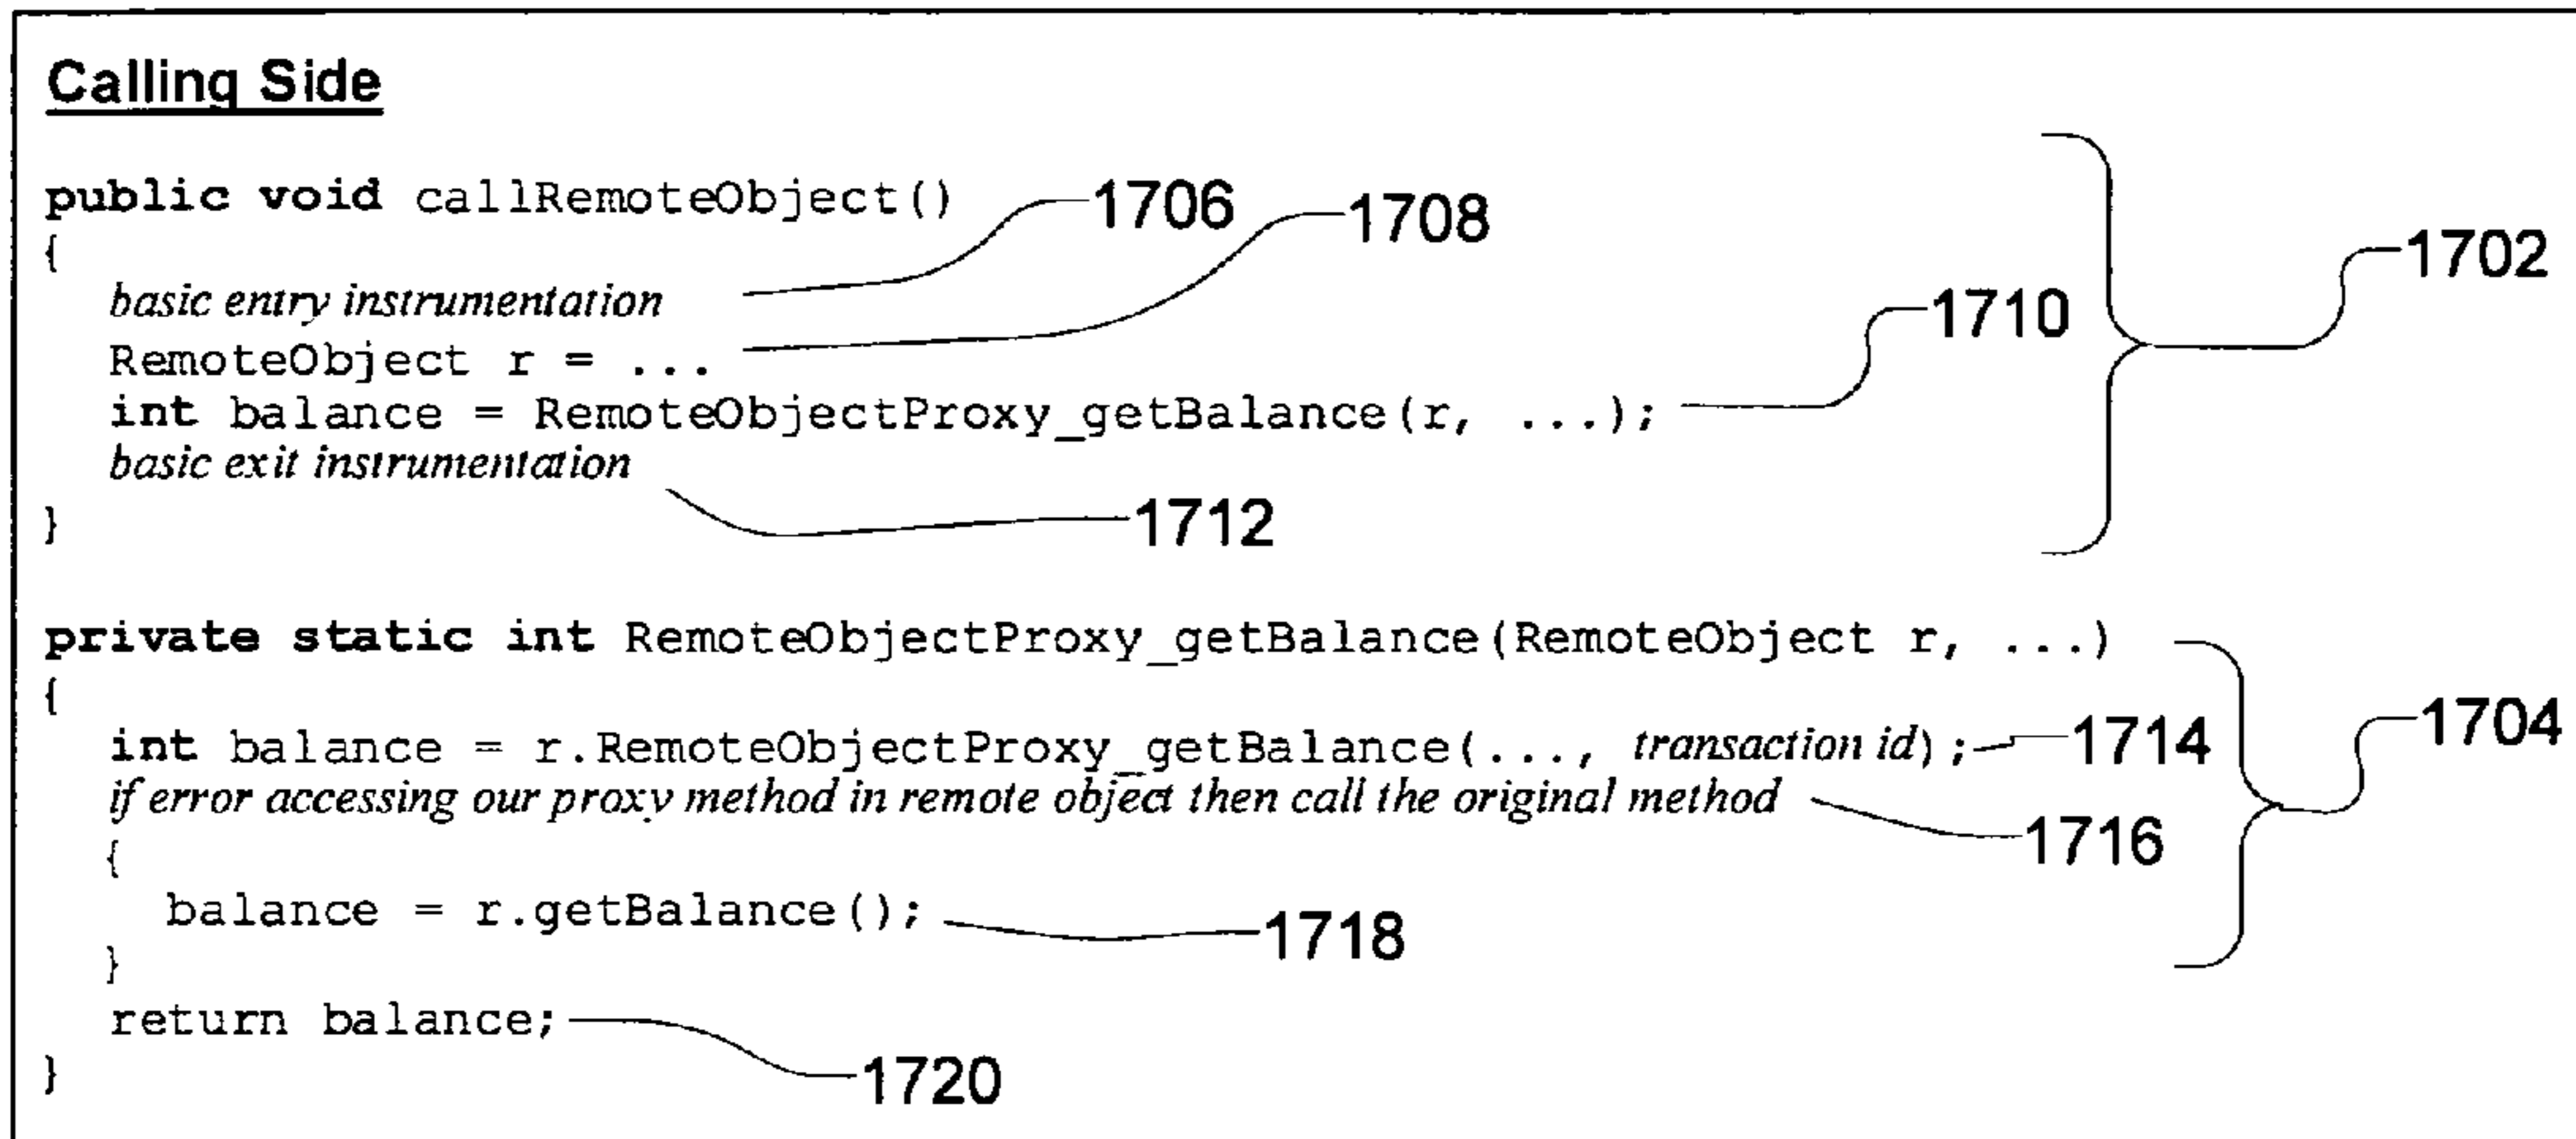 Calling Side
public void callRemoteObject() 1706 1708
{ 1702
basic entry instrumentation 1710
RemoteObject r = ...
int balance = RemoteObjectProxy_getBalance(r, ...);
basic exit instrumentation
} 1712
private static int RemoteObjectProxy_getBalance(RemoteObject r, ...)
{
int balance = r.RemoteObjectProxy_getBalance(..., transaction id); 1714 1704
if error accessing our proxy method in remote object then call the original method
{ 1716
balance = r.getBalance(); 1718
}
return balance;
} 1720